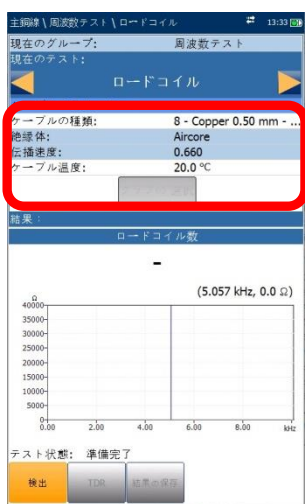 主銅線 \ 周波数テスト \ ロードコイル 13:33
現在のグループ: 周波数テスト
現在のテスト:
ロードコイル
ケーブルの種類: 8 - Copper 0.50 mm - ...
絶縁体: Aircore
伝播速度: 0.660
ケーブル温度: 20.0 °C
結果:
ロードコイル数
-
(5.057 kHz, 0.0 Ω)
Ω
40000
35000
30000
25000
20000
15000
10000
5000
0.00 2.00 4.00 6.00 8.00 kHz
テスト状態: 準備完了
検出 TDR 結果の保存